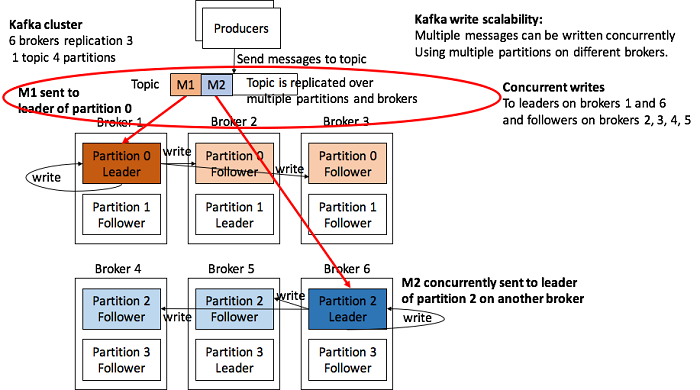 Kafka cluster
6 brokers replication 3
1 topic 4 partitions
Producers
Kafka write scalability:
Multiple messages can be written concurrently
Using multiple partitions on different brokers.
Send messages to topic
Topic
M1
M2
Topic is replicated over
multiple partitions and brokers
M1 sent to
leader of partition 0
Concurrent writes
To leaders on brokers 1 and 6
and followers on brokers 2, 3, 4, 5
Broker 1
Broker 2
Broker 3
Partition 0
Leader
write
write
Partition 0
Follower
write
Partition 0
Follower
Partition 1
Follower
Partition 1
Leader
Partition 1
Follower
Broker 4
Broker 5
Broker 6
Partition 2
Follower
write
Partition 2
Follower
write
Partition 2
Leader
write
M2 concurrently sent to leader
of partition 2 on another broker
Partition 3
Follower
Partition 3
Leader
Partition 3
Follower